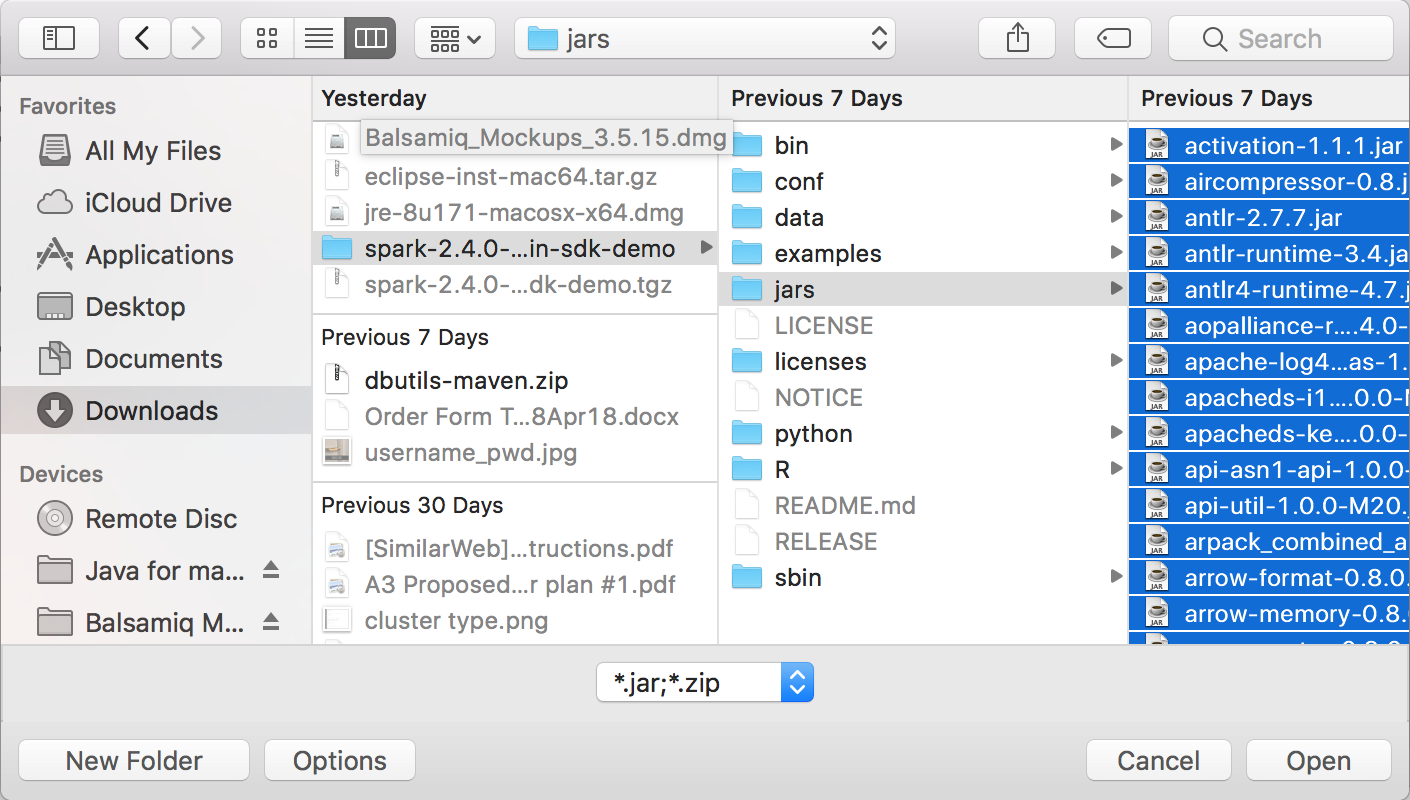 jars
Search
Favorites
All My Files
iCloud Drive
Applications
Desktop
Documents
Downloads
Devices
Remote Disc
Java for ma...
Balsamiq M...
Yesterday
Balsamiq_Mockups_3.5.15.dmg
eclipse-inst-mac64.tar.gz
jre-8u171-macosx-x64.dmg
spark-2.4.0-...in-sdk-demo
spark-2.4.0-...dk-demo.tgz
Previous 7 Days
dbutils-maven.zip
Order Form T...8Apr18.docx
username_pwd.jpg
Previous 30 Days
[SimilarWeb]...tructions.pdf
A3 Proposed...r plan #1.pdf
cluster type.png
Previous 7 Days
bin
conf
data
examples
jars
LICENSE
licenses
NOTICE
python
R
README.md
RELEASE
sbin
Previous 7 Days
activation-1.1.1.jar
aircompressor-0.8.j
antlr-2.7.7.jar
antlr-runtime-3.4.ja
antlr4-runtime-4.7.j
aopalliance-r....4.0-
apache-log4...as-1.
apacheds-i1....0.0-M
apacheds-ke....0.0-
api-asn1-api-1.0.0-
api-util-1.0.0-M20.j
arpack_combined_a
arrow-format-0.8.0.
arrow-memory-0.8.
*.jar;*.zip
New Folder
Options
Cancel
Open